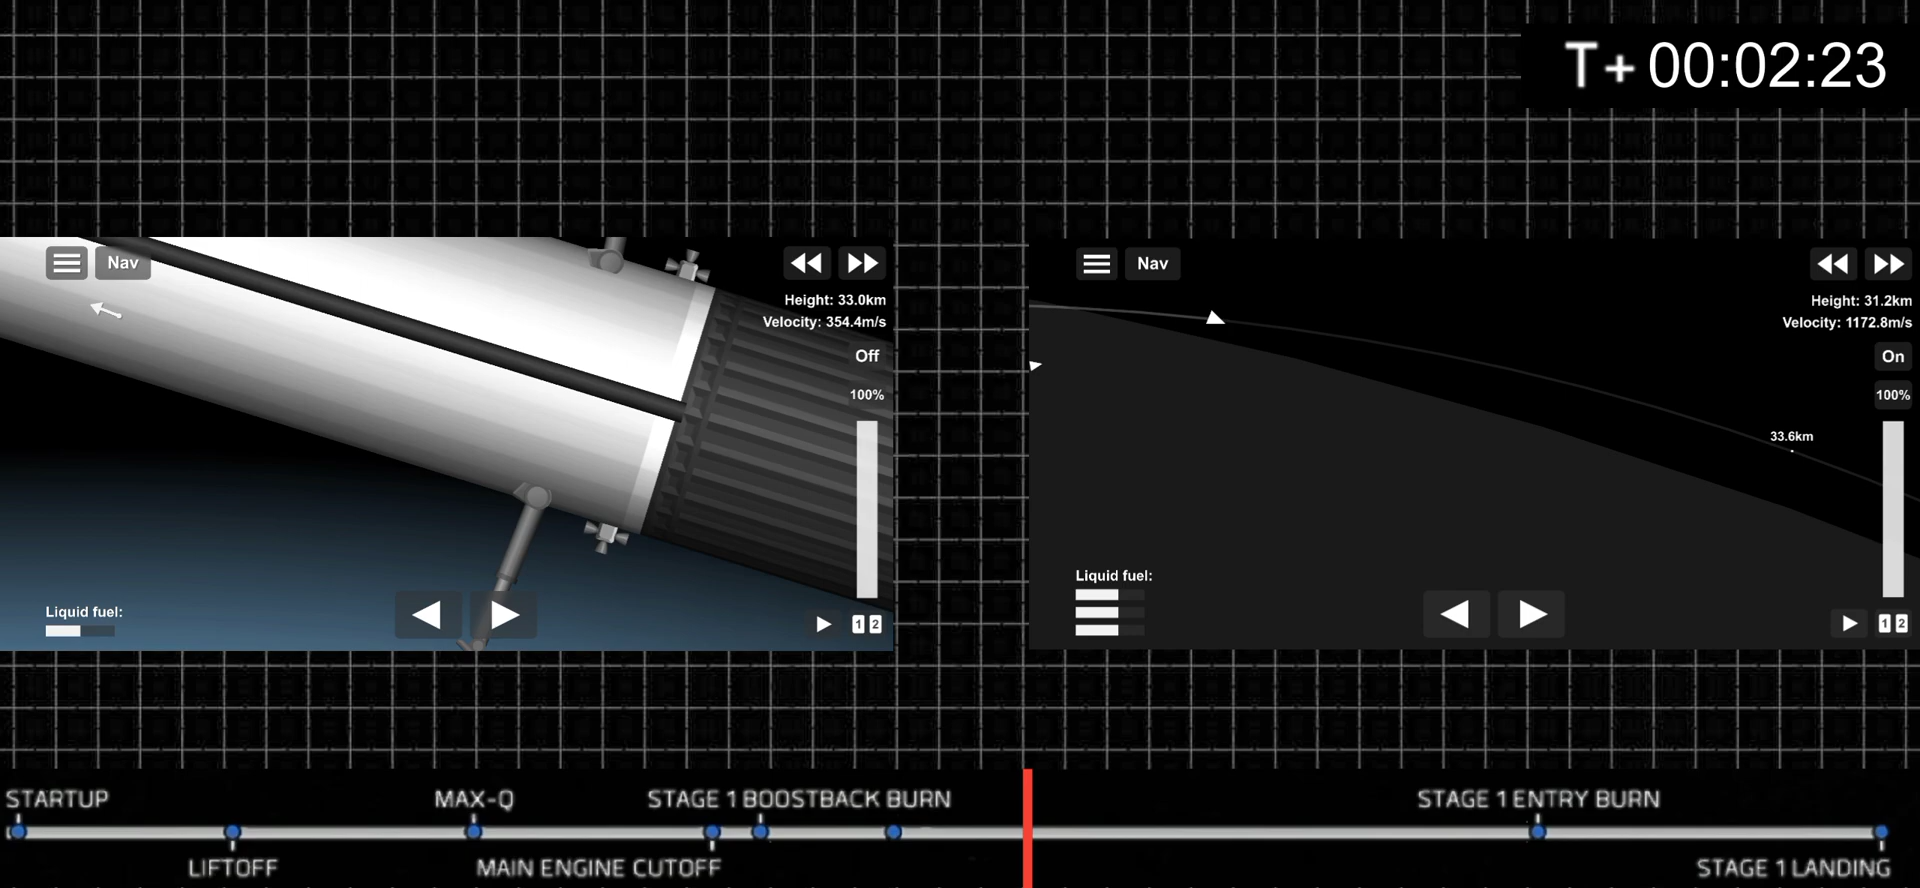 T+ 00:02:23
Nav
Height: 33.0km
Velocity: 354.4m/s
Off
100%
Liquid fuel:
1 2
Nav
Height: 31.2km
Velocity: 1172.8m/s
On
100%
33.6km
Liquid fuel:
1 2
STARTUP
MAX-Q
STAGE 1 BOOSTBACK BURN
STAGE 1 ENTRY BURN
LIFTOFF
MAIN ENGINE CUTOFF
STAGE 1 LANDING